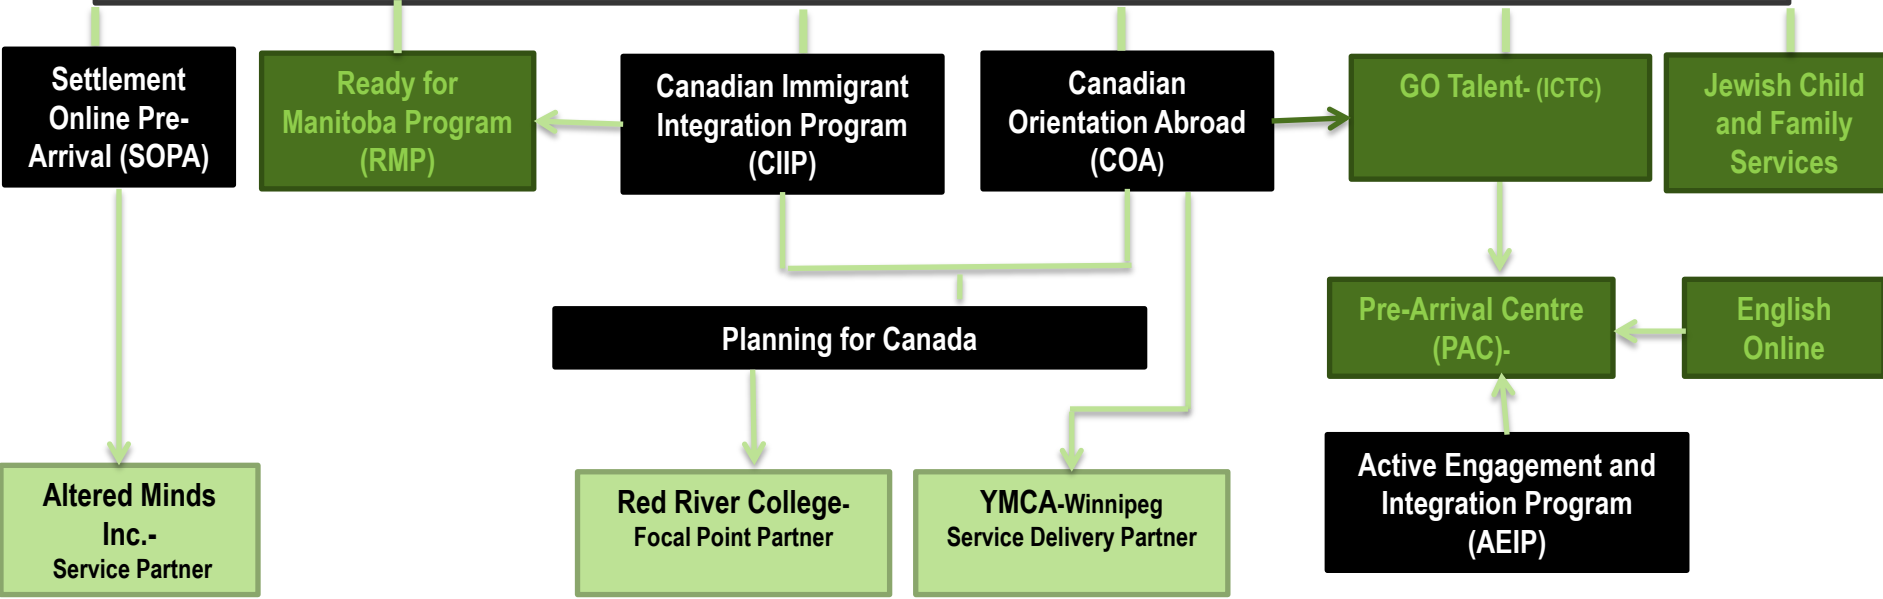 Settlement
Online Pre-
Arrival (SOPA)
Ready for
Manitoba Program
(RMP)
Canadian Immigrant
Integration Program
(CIIP)
Canadian
Orientation Abroad
(COA)
GO Talent- (ICTC)
Jewish Child
and Family
Services
Planning for Canada
Pre-Arrival Centre
(PAC)-
English
Online
Altered Minds
Inc.-
Service Partner
Red River College-
Focal Point Partner
YMCA-Winnipeg
Service Delivery Partner
Active Engagement and
Integration Program
(AEIP)